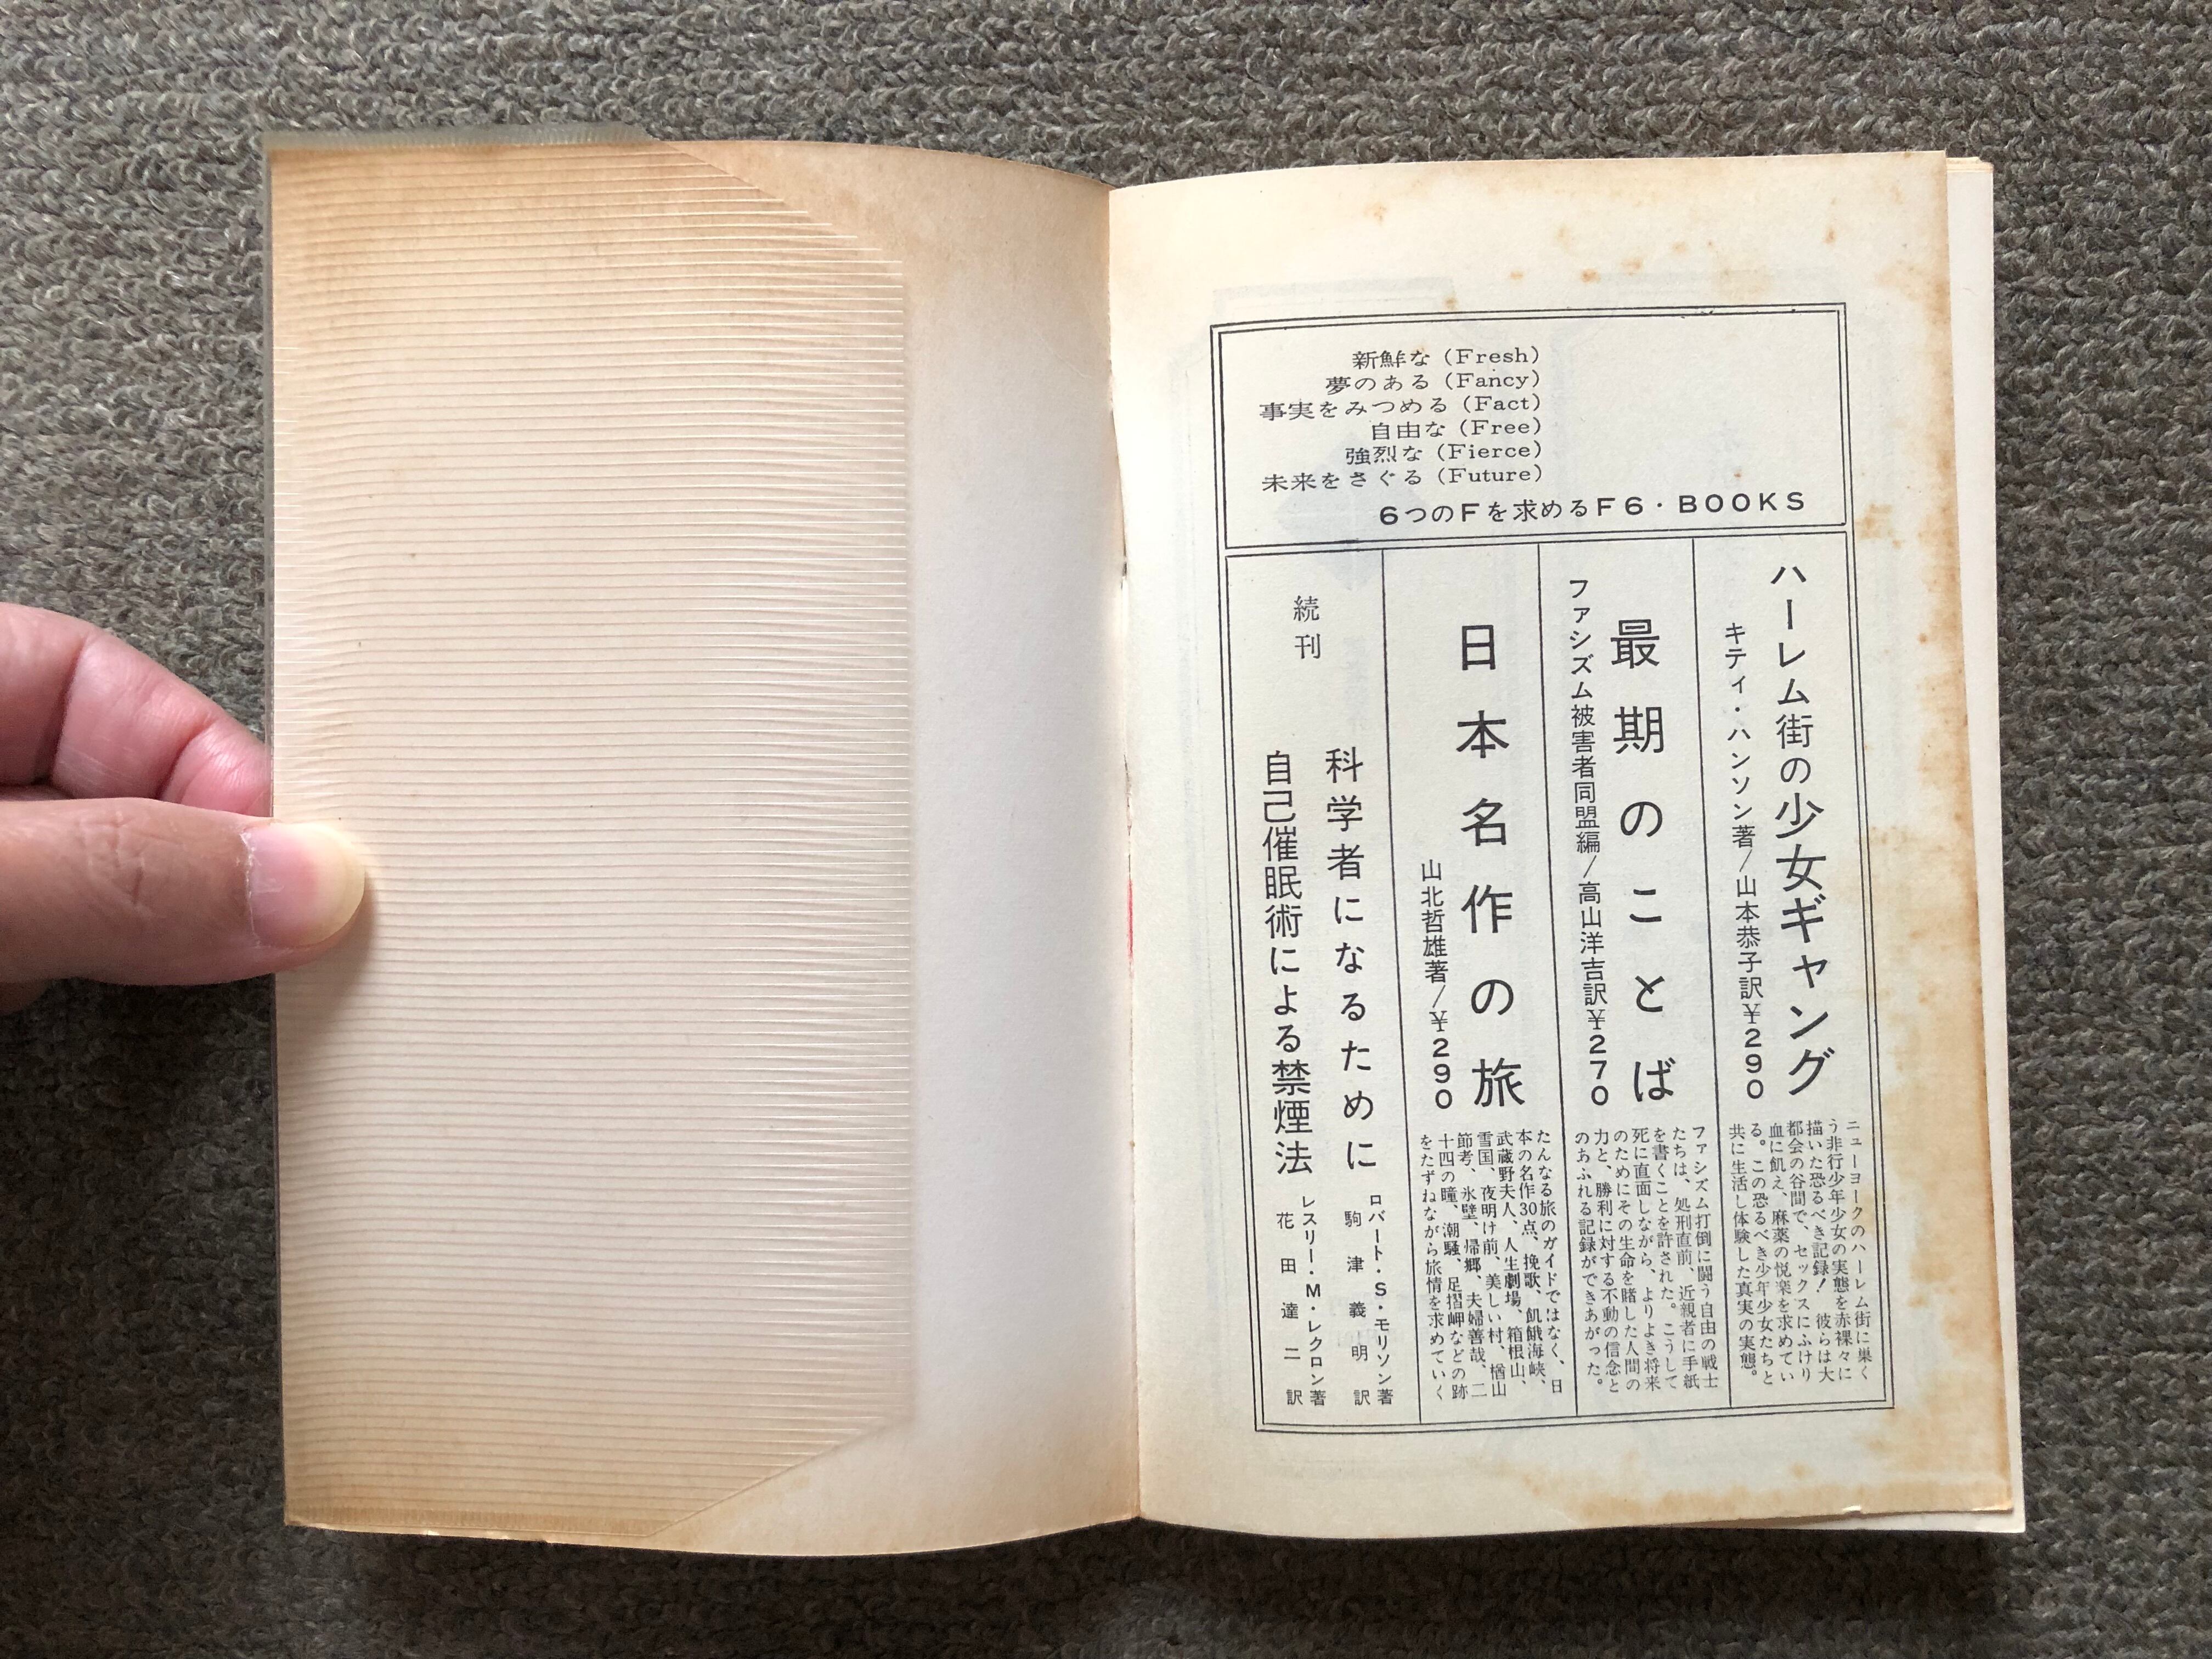 新鮮な（Fresh）
夢のある（Fancy）
事実をみつめる（Fact）
自由な（Free）
強烈な（Fierce）
未来をさぐる（Future）
6つのFを求めるF6・BOOKS
ハーレム街の少女ギャング
キティ・ハンソン著/山本恭子訳¥290
ニューヨークのハーレム街に巣く
う非行少年少女の実態を赤裸々に
描いた恐るべき記録！　彼らは大
都会の谷間で、セックスにふけり
血に飢え、麻薬の悦楽を求めてい
る。この恐るべき少年少女たちと
共に生活し体験した真実の実態。
最期のことば
ファシズム被害者同盟編/高山洋吉訳¥270
ファシズム打倒に闘う自由の戦士
たちは、処刑直前、近親者に手紙
を書くことを許された。こうして
死に直面しながら、よりよき将来
のためにその生命を賭した人間の
力と、勝利に対する不動の信念と
のあふれる記録ができあがった。
日本名作の旅
山北哲雄著/¥290
たんなる旅のガイドではなく、日
本の名作30点、挽歌、飢餓海峡、
武蔵野夫人、人生劇場、箱根山、
雪国、夜明け前、美しい村、楢山
節考、氷壁、帰郷、夫婦善哉、二
十四の瞳、潮騒、足摺岬などの跡
をたずねながら旅情を求めていく
続刊
科学者になるために
ロバート・S・モリソン著
駒津義明訳
自己催眠術による禁煙法
レスリー・M・レクロン著
花田達二訳